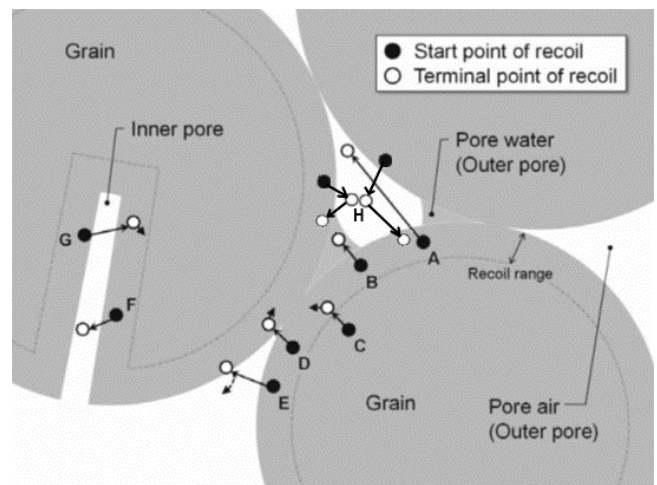 Grain
Start point of recoil
Terminal point of recoil
Inner pore
Pore water
(Outer pore)
H
G
A
B
Recoil range
F
C
D
E
Grain
Pore air
(Outer pore)